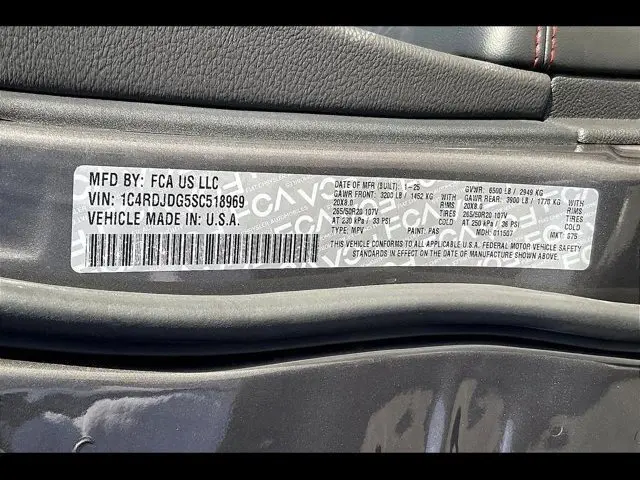 MFD BY: FCA US LLC
VIN: 1C4RDJDG5SC518969
VEHICLE MADE IN U.S.A.
DATE OF MFR (BUILT): 1-25 GVWR: 6500 LB / 2949 KG
GAWR FRONT: 3200 LB / 1452 KG WITH GAWR REAR: 3900 LB / 1770 KG WITH
20X8.0 RIMS 20X8.0 RIMS
265/50R20 107V TIRES 265/50R20 107V TIRES
AT 230 kPa / 33 PSI COLD AT 250 kPa / 36 PSI COLD
TYPE: MPV PAINT: PAS MDH: 011507 MKT: 075
THIS VEHICLE CONFORMS TO ALL APPLICABLE U.S.A. FEDERAL MOTOR VEHICLE SAFETY
STANDARDS IN EFFECT ON THE DATE OF MANUFACTURE SHOWN ABOVE.